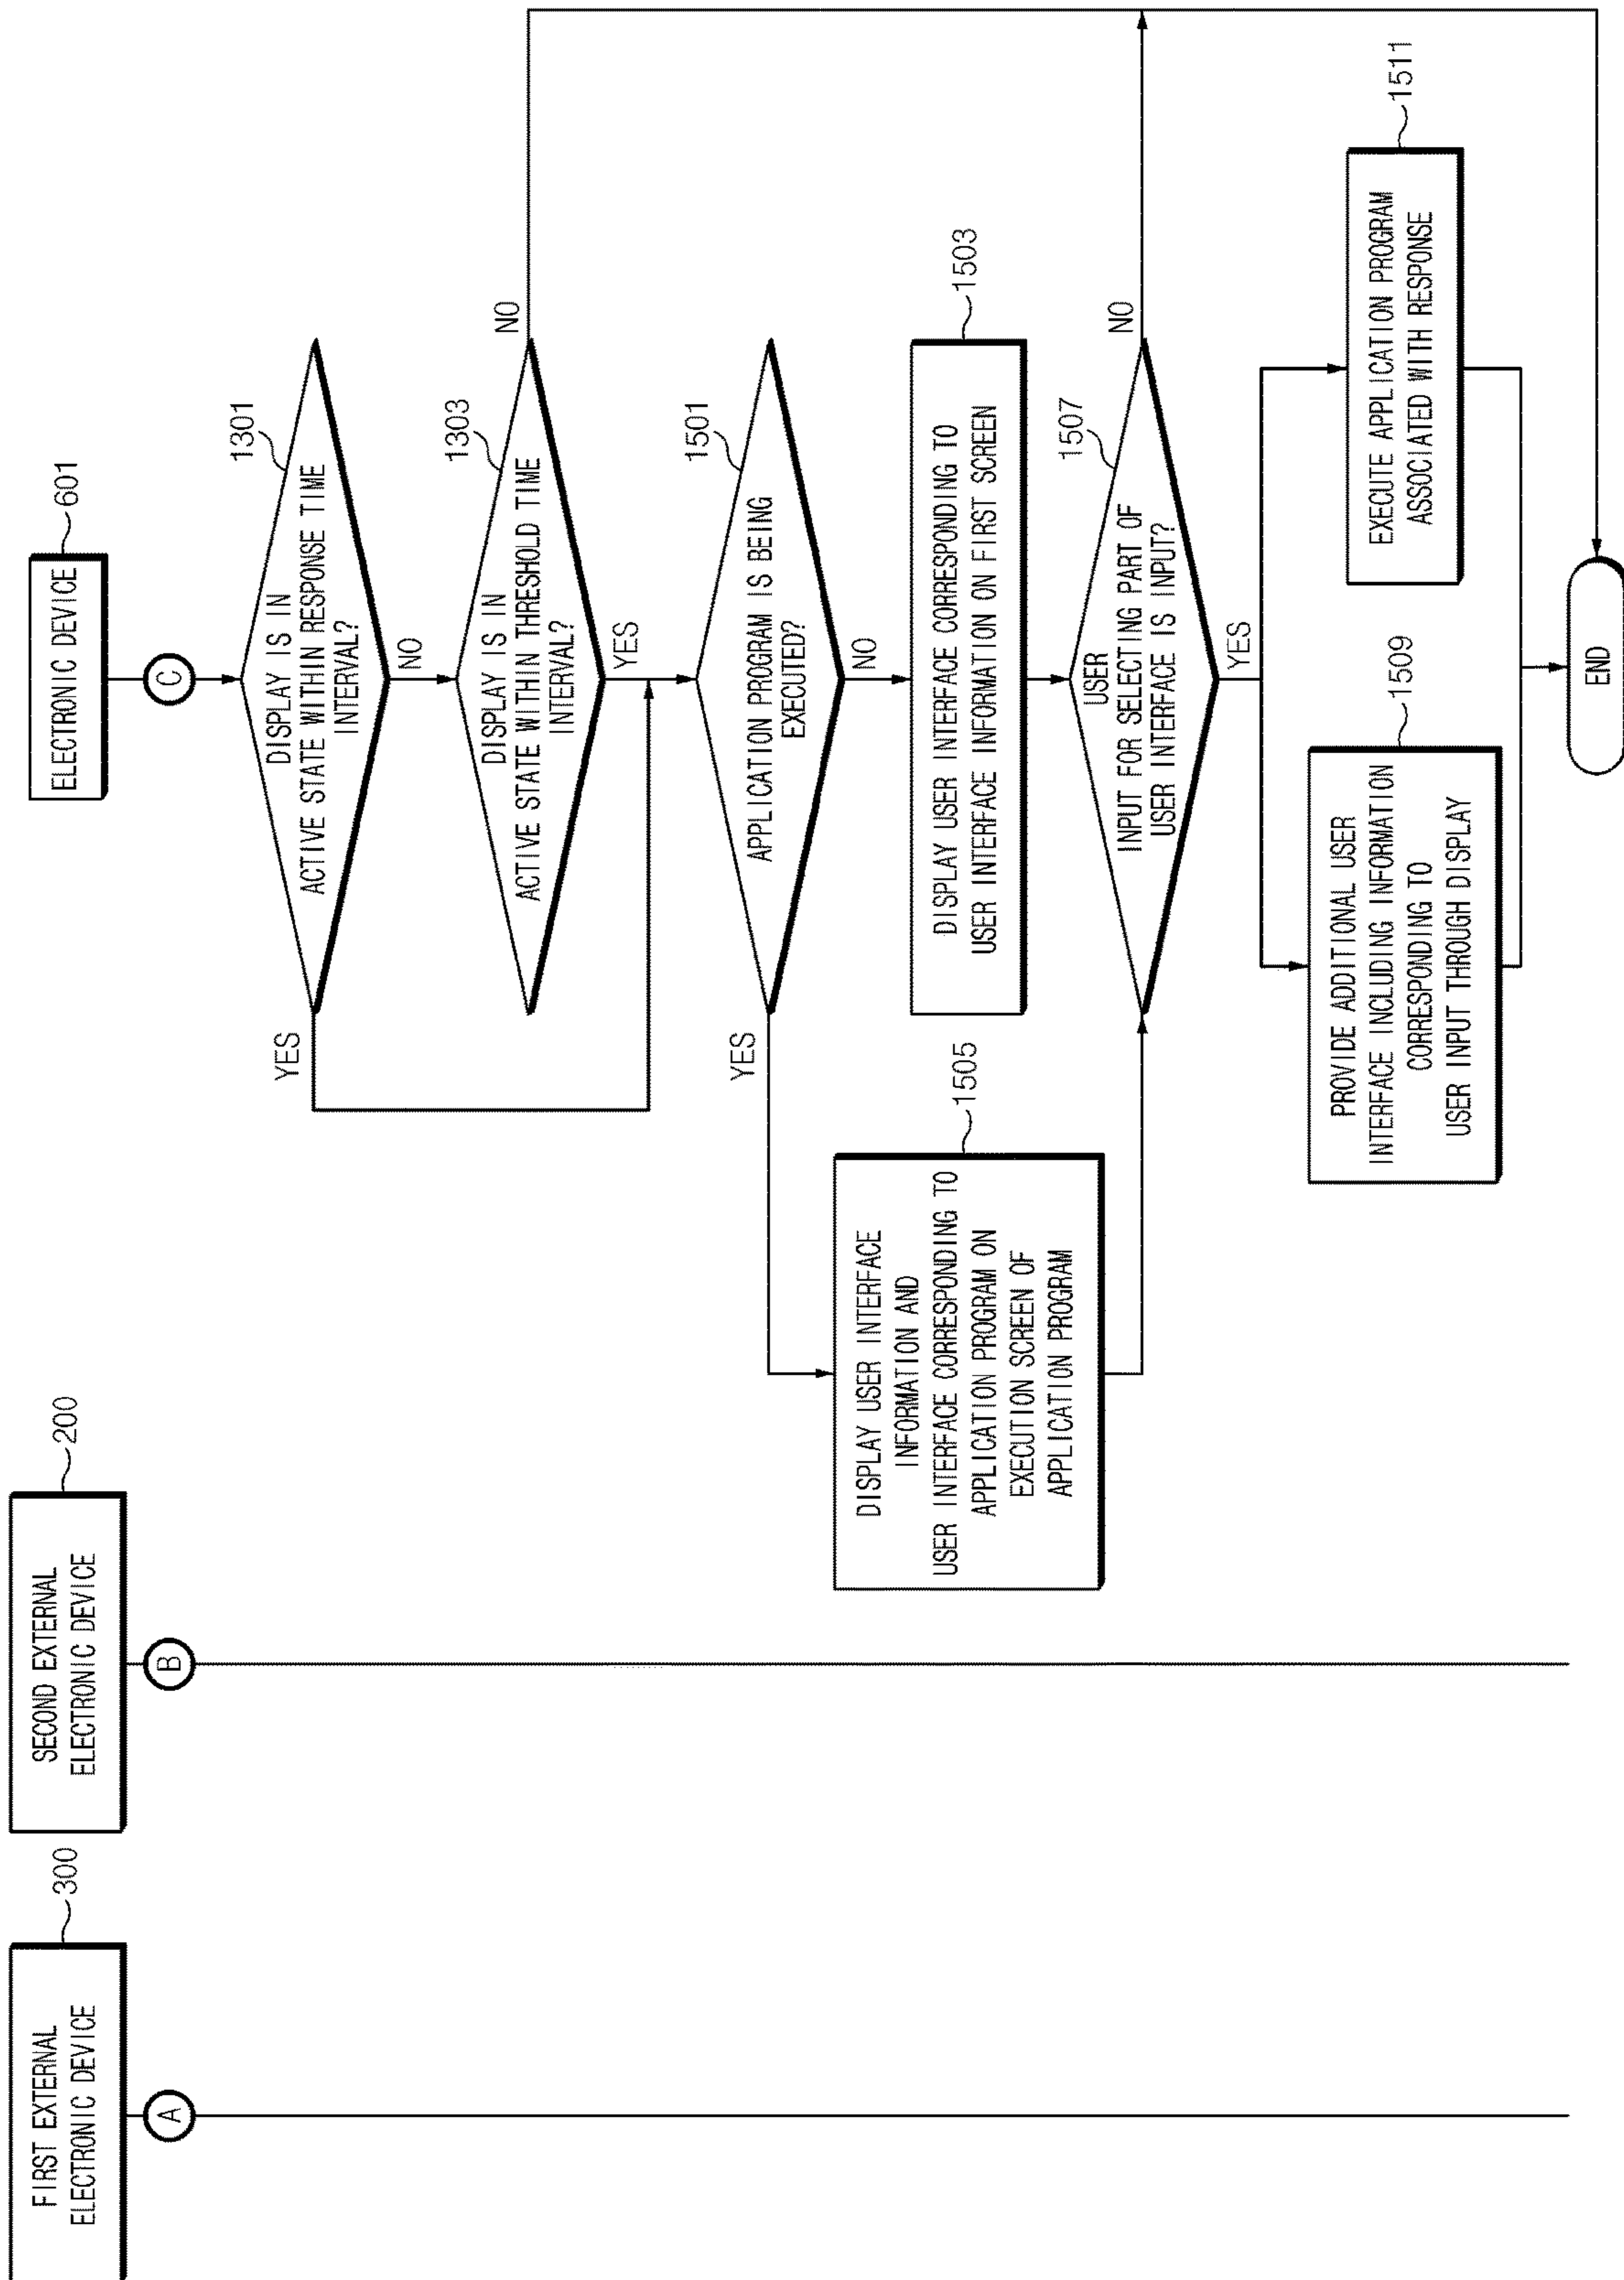 FIRST EXTERNAL
ELECTRONIC DEVICE
300
A
SECOND EXTERNAL
ELECTRONIC DEVICE
200
B
ELECTRONIC DEVICE
601
C
1301
DISPLAY IS IN
ACTIVE STATE WITHIN RESPONSE TIME
INTERVAL?
YES
NO
1303
DISPLAY IS IN
ACTIVE STATE WITHIN THRESHOLD TIME
INTERVAL?
NO
YES
1501
APPLICATION PROGRAM IS BEING
EXECUTED?
YES
NO
1505
DISPLAY USER INTERFACE
INFORMATION AND
USER INTERFACE CORRESPONDING TO
APPLICATION PROGRAM ON
EXECUTION SCREEN OF
APPLICATION PROGRAM
1503
DISPLAY USER INTERFACE CORRESPONDING TO
USER INTERFACE INFORMATION ON FIRST SCREEN
1507
USER
INPUT FOR SELECTING PART OF
USER INTERFACE IS INPUT?
NO
YES
1509
PROVIDE ADDITIONAL USER
INTERFACE INCLUDING INFORMATION
CORRESPONDING TO
USER INPUT THROUGH DISPLAY
1511
EXECUTE APPLICATION PROGRAM
ASSOCIATED WITH RESPONSE
END